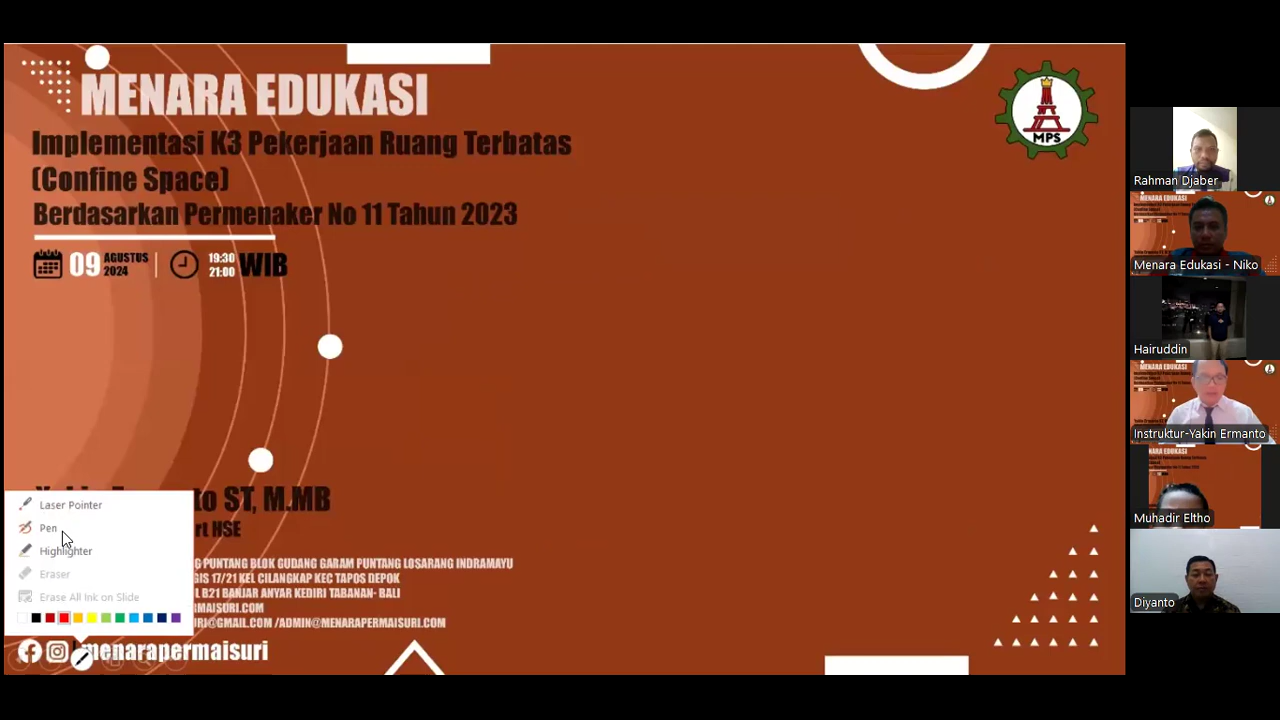 MENARA EDUKASI
Implementasi K3 Pekerjaan Ruang Terbatas
(Confine Space)
Berdasarkan Permenaker No 11 Tahun 2023
09 AGUSTUS 2024 | 19:30 21:00 WIB
MPS
to ST, M.MB
rt HSE
Laser Pointer
Pen
Highlighter
Eraser
Erase All Ink on Slide
G PUNTANG BLOK GUDANG GARAM PUNTANG LOSARANG INDRAMAYU
GIS 17/21 KEL CILANGKAP KEC TAPOS DEPOK
L B21 BANJAR ANYAR KEDIRI TABANAN- BALI
RMAISURI.COM
URI@GMAIL.COM /ADMIN@MENARAPERMAISURI.COM
menarapermaisuri
Rahman Djaber
Menara Edukasi - Niko
Hairuddin
Instruktur-Yakin Ermanto
Muhadir Eltho
Diyanto